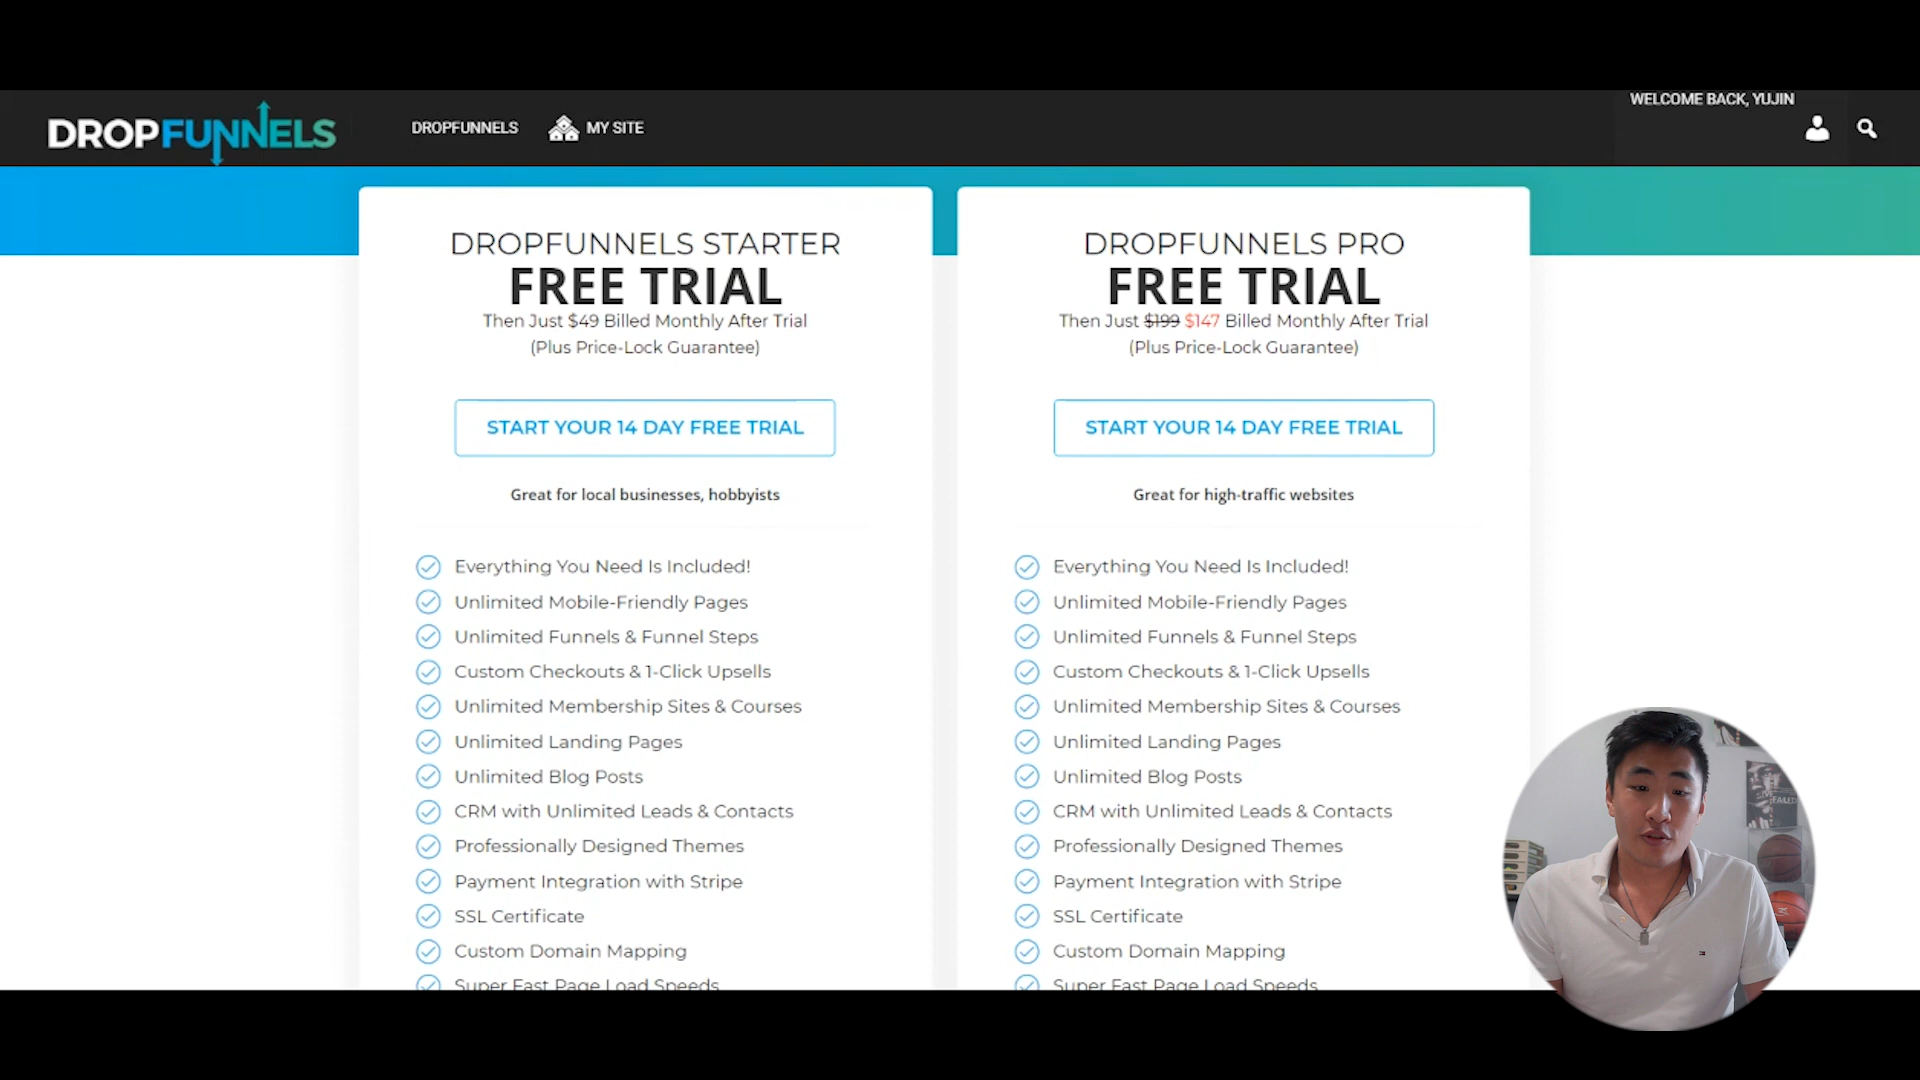 WELCOME BACK, YUJIN
DROPFUNNELS
DROPFUNNELS
MY SITE
DROPFUNNELS STARTER
FREE TRIAL
Then Just $49 Billed Monthly After Trial
(Plus Price-Lock Guarantee)
START YOUR 14 DAY FREE TRIAL
Great for local businesses, hobbyists
Everything You Need Is Included!
Unlimited Mobile-Friendly Pages
Unlimited Funnels & Funnel Steps
Custom Checkouts & 1-Click Upsells
Unlimited Membership Sites & Courses
Unlimited Landing Pages
Unlimited Blog Posts
CRM with Unlimited Leads & Contacts
Professionally Designed Themes
Payment Integration with Stripe
SSL Certificate
Custom Domain Mapping
Super Fast Page Load Speeds
DROPFUNNELS PRO
FREE TRIAL
Then Just $199 $147 Billed Monthly After Trial
(Plus Price-Lock Guarantee)
START YOUR 14 DAY FREE TRIAL
Great for high-traffic websites
Everything You Need Is Included!
Unlimited Mobile-Friendly Pages
Unlimited Funnels & Funnel Steps
Custom Checkouts & 1-Click Upsells
Unlimited Membership Sites & Courses
Unlimited Landing Pages
Unlimited Blog Posts
CRM with Unlimited Leads & Contacts
Professionally Designed Themes
Payment Integration with Stripe
SSL Certificate
Custom Domain Mapping
Super Fast Page Load Speeds